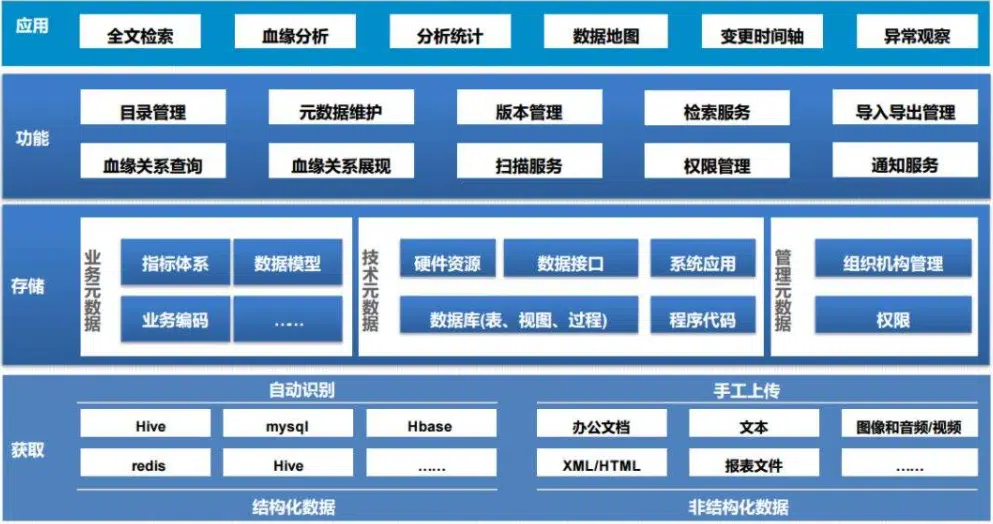 应用
全文检索
血缘分析
分析统计
数据地图
变更时间轴
异常观察
功能
目录管理
元数据维护
版本管理
检索服务
导入导出管理
血缘关系查询
血缘关系展现
扫描服务
权限管理
通知服务
存储
业务元数据
指标体系
数据模型
业务编码
……
技术元数据
硬件资源
数据接口
系统应用
数据库(表、视图、过程)
程序代码
管理元数据
组织机构管理
权限
获取
自动识别
Hive
mysql
Hbase
redis
Hive
……
结构化数据
手工上传
办公文档
文本
图像和音频/视频
XML/HTML
报表文件
……
非结构化数据